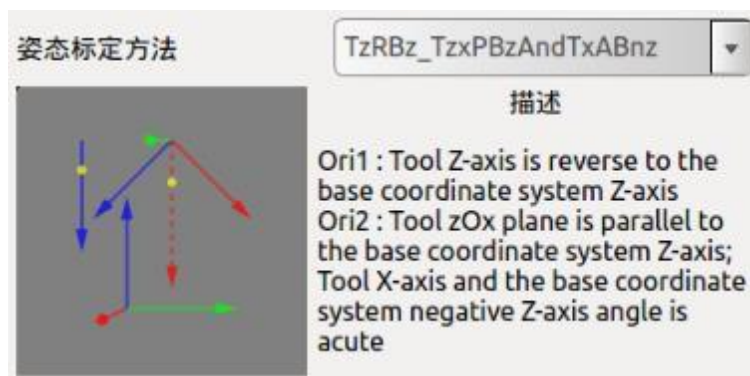 姿态标定方法 TzRBz_TzxPBzAndTxABnz
描述
Ori1 : Tool Z-axis is reverse to the
base coordinate system Z-axis
Ori2 : Tool zOx plane is parallel to
the base coordinate system Z-axis;
Tool X-axis and the base coordinate
system negative Z-axis angle is
acute